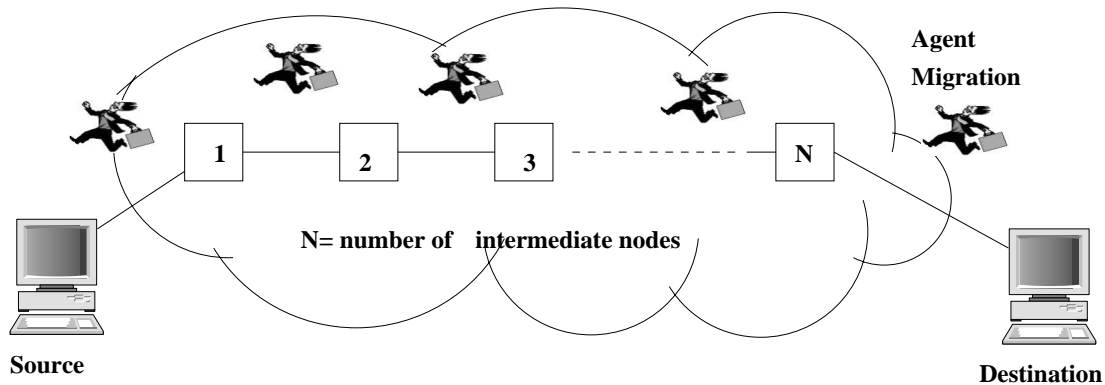 Agent
Migration
1
2
3
N
N= number of intermediate nodes
Source
Destination